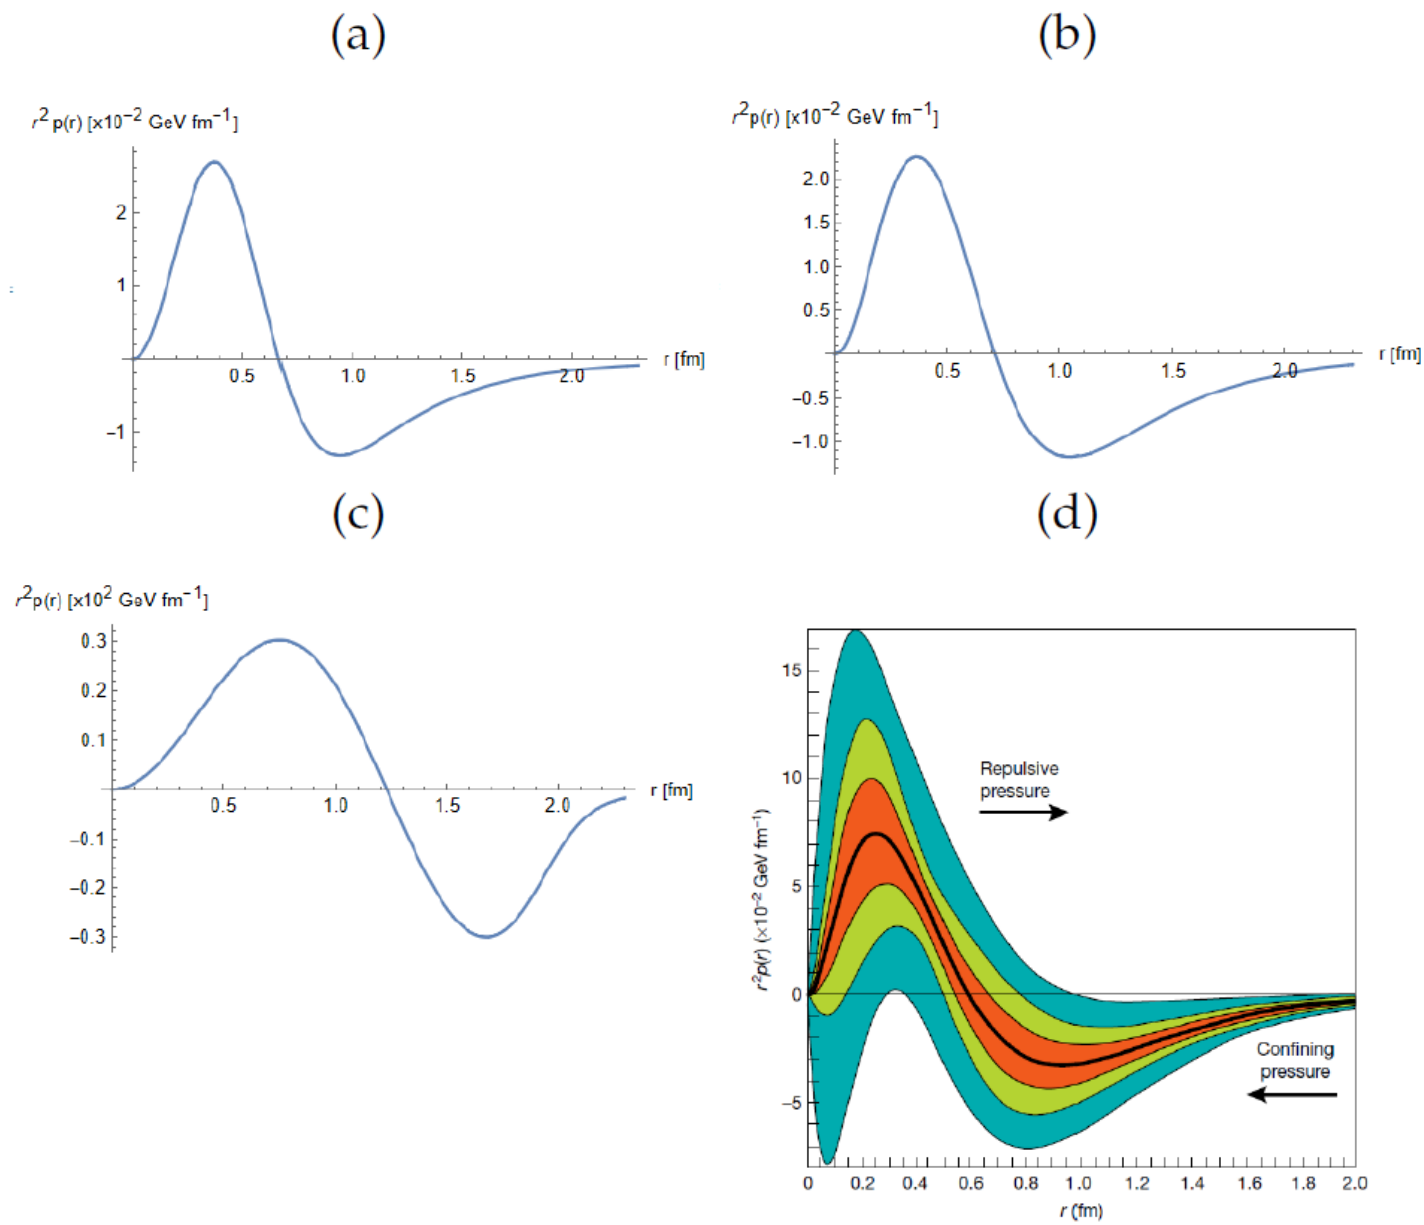 (a)
r² p(r) [x10⁻² GeV fm⁻¹]
2
1
−1
0.5
1.0
1.5
2.0
r [fm]
(b)
r²p(r) [x10⁻² GeV fm⁻¹]
2.0
1.5
1.0
0.5
−0.5
−1.0
0.5
1.0
1.5
2.0
r [fm]
(c)
r²p(r) [x10² GeV fm⁻¹]
0.3
0.2
0.1
−0.1
−0.2
−0.3
0.5
1.0
1.5
2.0
r [fm]
(d)
r²p(r) (×10⁻² GeV fm⁻¹)
15
10
5
0
−5
Repulsive
pressure
Confining
pressure
0
0.2
0.4
0.6
0.8
1.0
1.2
1.4
1.6
1.8
2.0
r (fm)